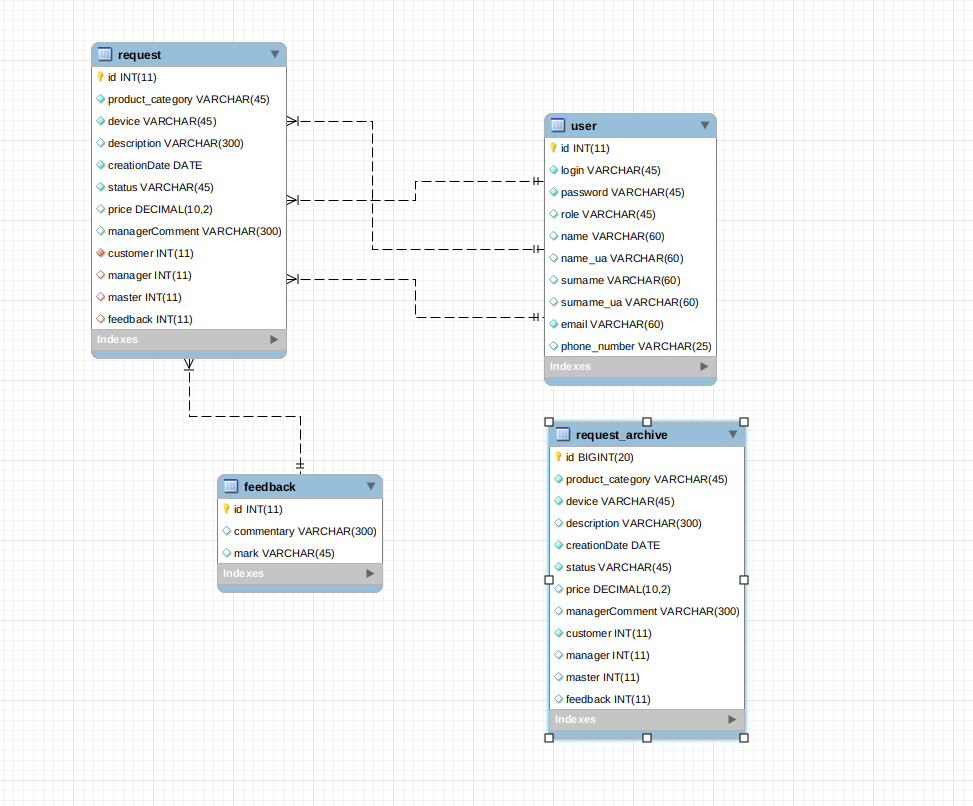 request
id INT(11)
product_category VARCHAR(45)
device VARCHAR(45)
description VARCHAR(300)
creationDate DATE
status VARCHAR(45)
price DECIMAL(10,2)
managerComment VARCHAR(300)
customer INT(11)
manager INT(11)
master INT(11)
feedback INT(11)
Indexes
user
id INT(11)
login VARCHAR(45)
password VARCHAR(45)
role VARCHAR(45)
name VARCHAR(60)
name_ua VARCHAR(60)
surname VARCHAR(60)
surname_ua VARCHAR(60)
email VARCHAR(60)
phone_number VARCHAR(25)
Indexes
feedback
id INT(11)
commentary VARCHAR(300)
mark VARCHAR(45)
Indexes
request_archive
id BIGINT(20)
product_category VARCHAR(45)
device VARCHAR(45)
description VARCHAR(300)
creationDate DATE
status VARCHAR(45)
price DECIMAL(10,2)
managerComment VARCHAR(300)
customer INT(11)
manager INT(11)
master INT(11)
feedback INT(11)
Indexes